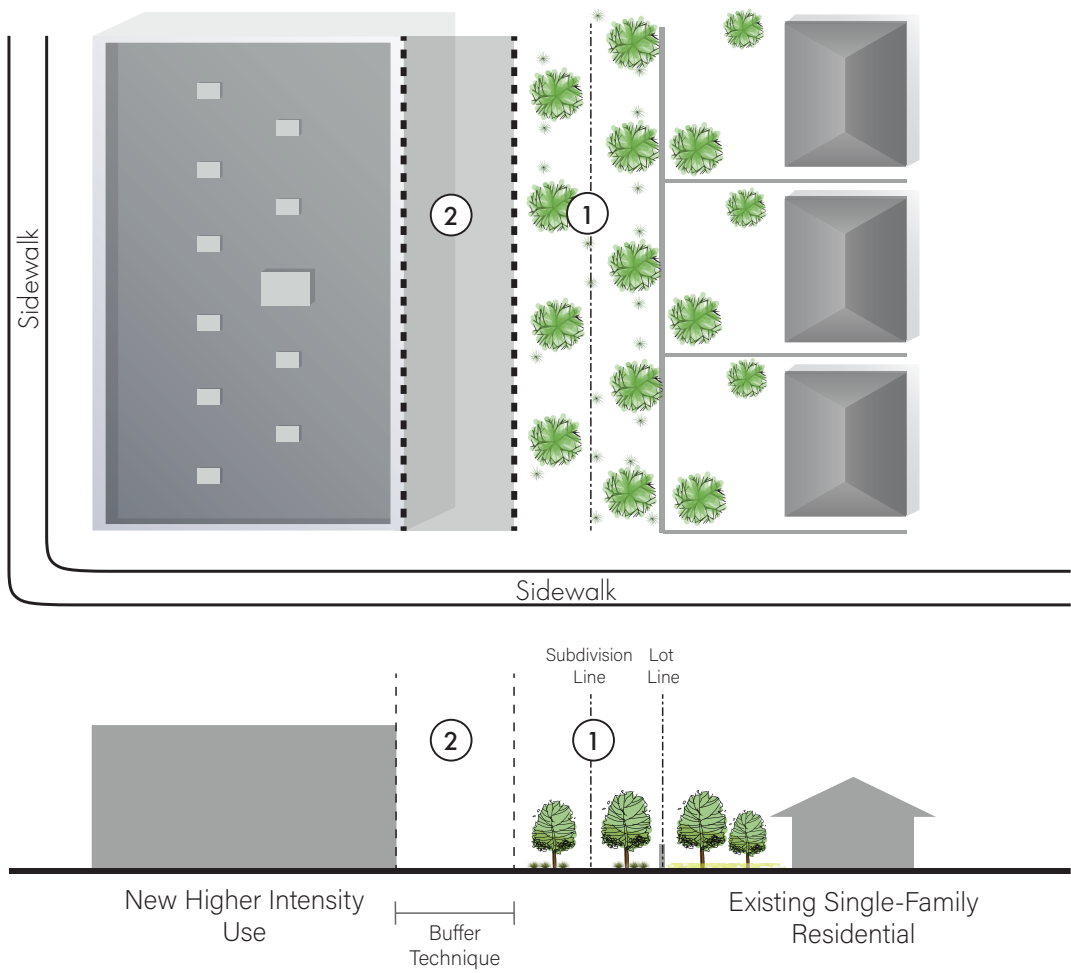 2
1
Sidewalk
Sidewalk
Subdivision
Line
Lot
Line
2
1
New Higher Intensity
Use
Buffer
Technique
Existing Single-Family
Residential